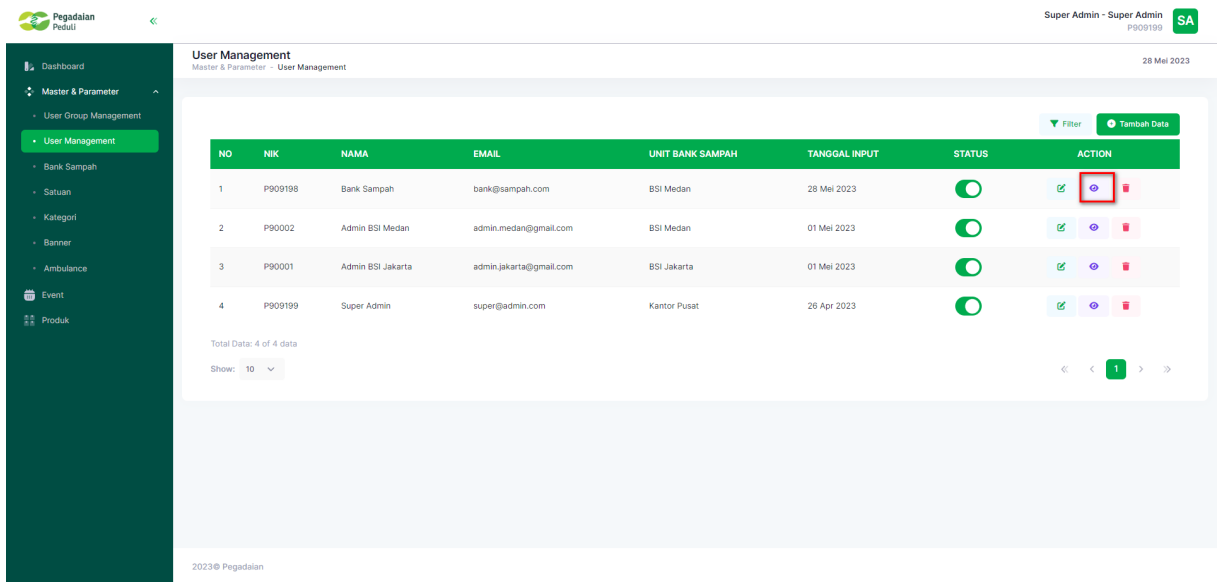 Pegadaian
Peduli
Super Admin - Super Admin
P909199
SA
Dashboard
Master & Parameter
User Group Management
User Management
Bank Sampah
Satuan
Kategori
Banner
Ambulance
Event
Produk
User Management
Master & Parameter - User Management
28 Mei 2023
Filter
Tambah Data
NO NIK NAMA EMAIL UNIT BANK SAMPAH TANGGAL INPUT STATUS ACTION
1 P909198 Bank Sampah bank@sampah.com BSI Medan 28 Mei 2023
2 P90002 Admin BSI Medan admin.medan@gmail.com BSI Medan 01 Mei 2023
3 P90001 Admin BSI Jakarta admin.jakarta@gmail.com BSI Jakarta 01 Mei 2023
4 P909199 Super Admin super@admin.com Kantor Pusat 26 Apr 2023
Total Data: 4 of 4 data
Show: 10
1
2023© Pegadaian